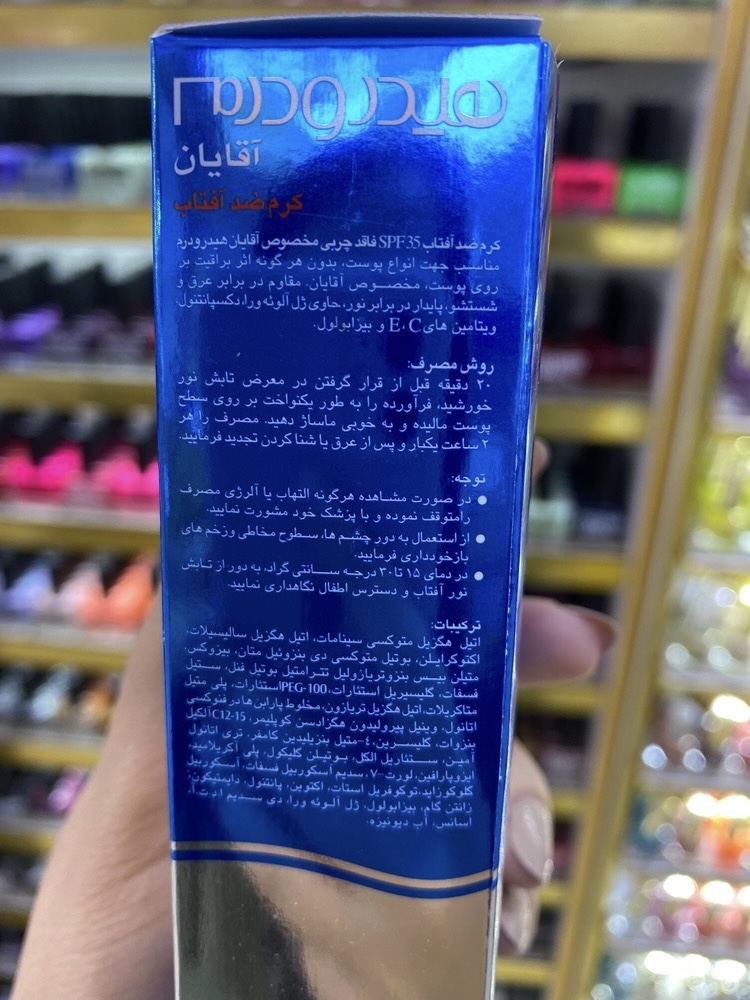 هیدرودرم
آقایان
کرم ضد آفتاب
کرم ضد آفتاب SPF35 فاقد چربی مخصوص آقایان هیدرودرم
مناسب جهت انواع پوست، بدون هر گونه اثر براقیت بر
روی پوست، مخصوص آقایان. مقاوم در برابر عرق و
شستشو، پایدار در برابر نور، حاوی ژل آلوئه ورا، دکسپانتنول،
ویتامین های E،C و بیزابولول.
روش مصرف:
۲۰ دقیقه قبل از قرار گرفتن در معرض تابش نور
خورشید، فرآورده را به طور یکنواخت بر روی سطح
پوست مالیده و به خوبی ماساژ دهید. مصرف را هر
۲ ساعت یکبار و پس از عرق یا شنا کردن تجدید فرمایید.
توجه:
● در صورت مشاهده هرگونه التهاب یا آلرژی مصرف
را متوقف نموده و با پزشک خود مشورت نمایید.
● از استعمال به دور چشم ها، سطوح مخاطی و زخم های
باز خودداری فرمایید.
● در دمای ۱۵ تا ۳۰ درجه سانتی گراد، به دور از تابش
نور آفتاب و دسترس اطفال نگاهداری نمایید.
ترکیبات:
اتیل هگزیل متوکسی سینامات، اتیل هگزیل سالیسیلات،
اکتوکرایلن، بوتیل متوکسی دی بنزوئیل متان، بیزوکس،
متیلن بیس بنزوتریازولیل تترامتیل بوتیل فنل، ستیل
فسفات، گلیسیریل استئارات، PEG-100 استئارات، پلی متیل
متاکریلات، اتیل هگزیل تریازون، مخلوط پارابن ها در فنوکسی
اتانول، وینیل پیرولیدون هگزادسن کوپلیمر، C12-15 آلکیل
بنزوات، گلیسرین، ٤-متیل بنزیلیدین کامفر، تری اتانول
آمین، ستئاریل الکل، بوتیلن گلیکول، پلی آکریلامید،
ایزوپارافین، لورت-۷، سدیم آسکوربیل فسفات، آسکوربیل
گلوکوزاید، توکوفریل استات، اکتوین، پانتنول، دایمتیکون،
زانتن گام، بیزابولول، ژل آلوئه ورا، دی سدیم ا.د.ت.آ،
اسانس، آب دیونیزه.